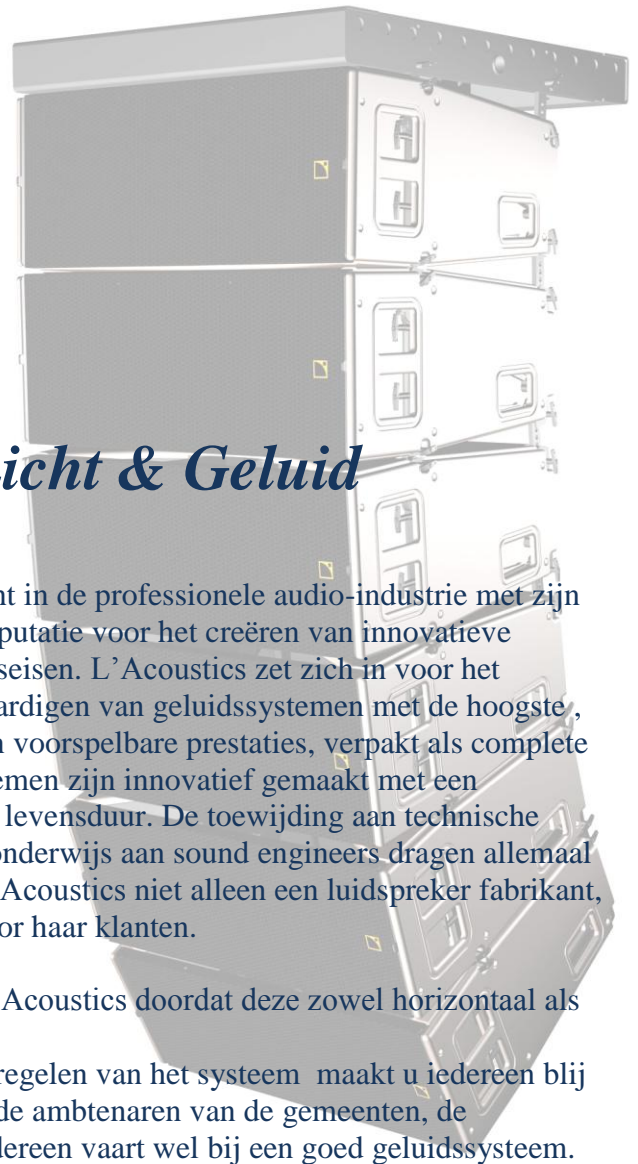 icht & Geluid
nt in de professionele audio-industrie met zijn
putatie voor het creëren van innovatieve
seisen. L’Acoustics zet zich in voor het
ardigen van geluidssystemen met de hoogste ,
n voorspelbare prestaties, verpakt als complete
emen zijn innovatief gemaakt met een
levensduur. De toewijding aan technische
onderwijs aan sound engineers dragen allemaal
Acoustics niet alleen een luidspreker fabrikant,
or haar klanten.
Acoustics doordat deze zowel horizontaal als
regelen van het systeem  maakt u iedereen blij
de ambtenaren van de gemeenten, de
dereen vaart wel bij een goed geluidssysteem.